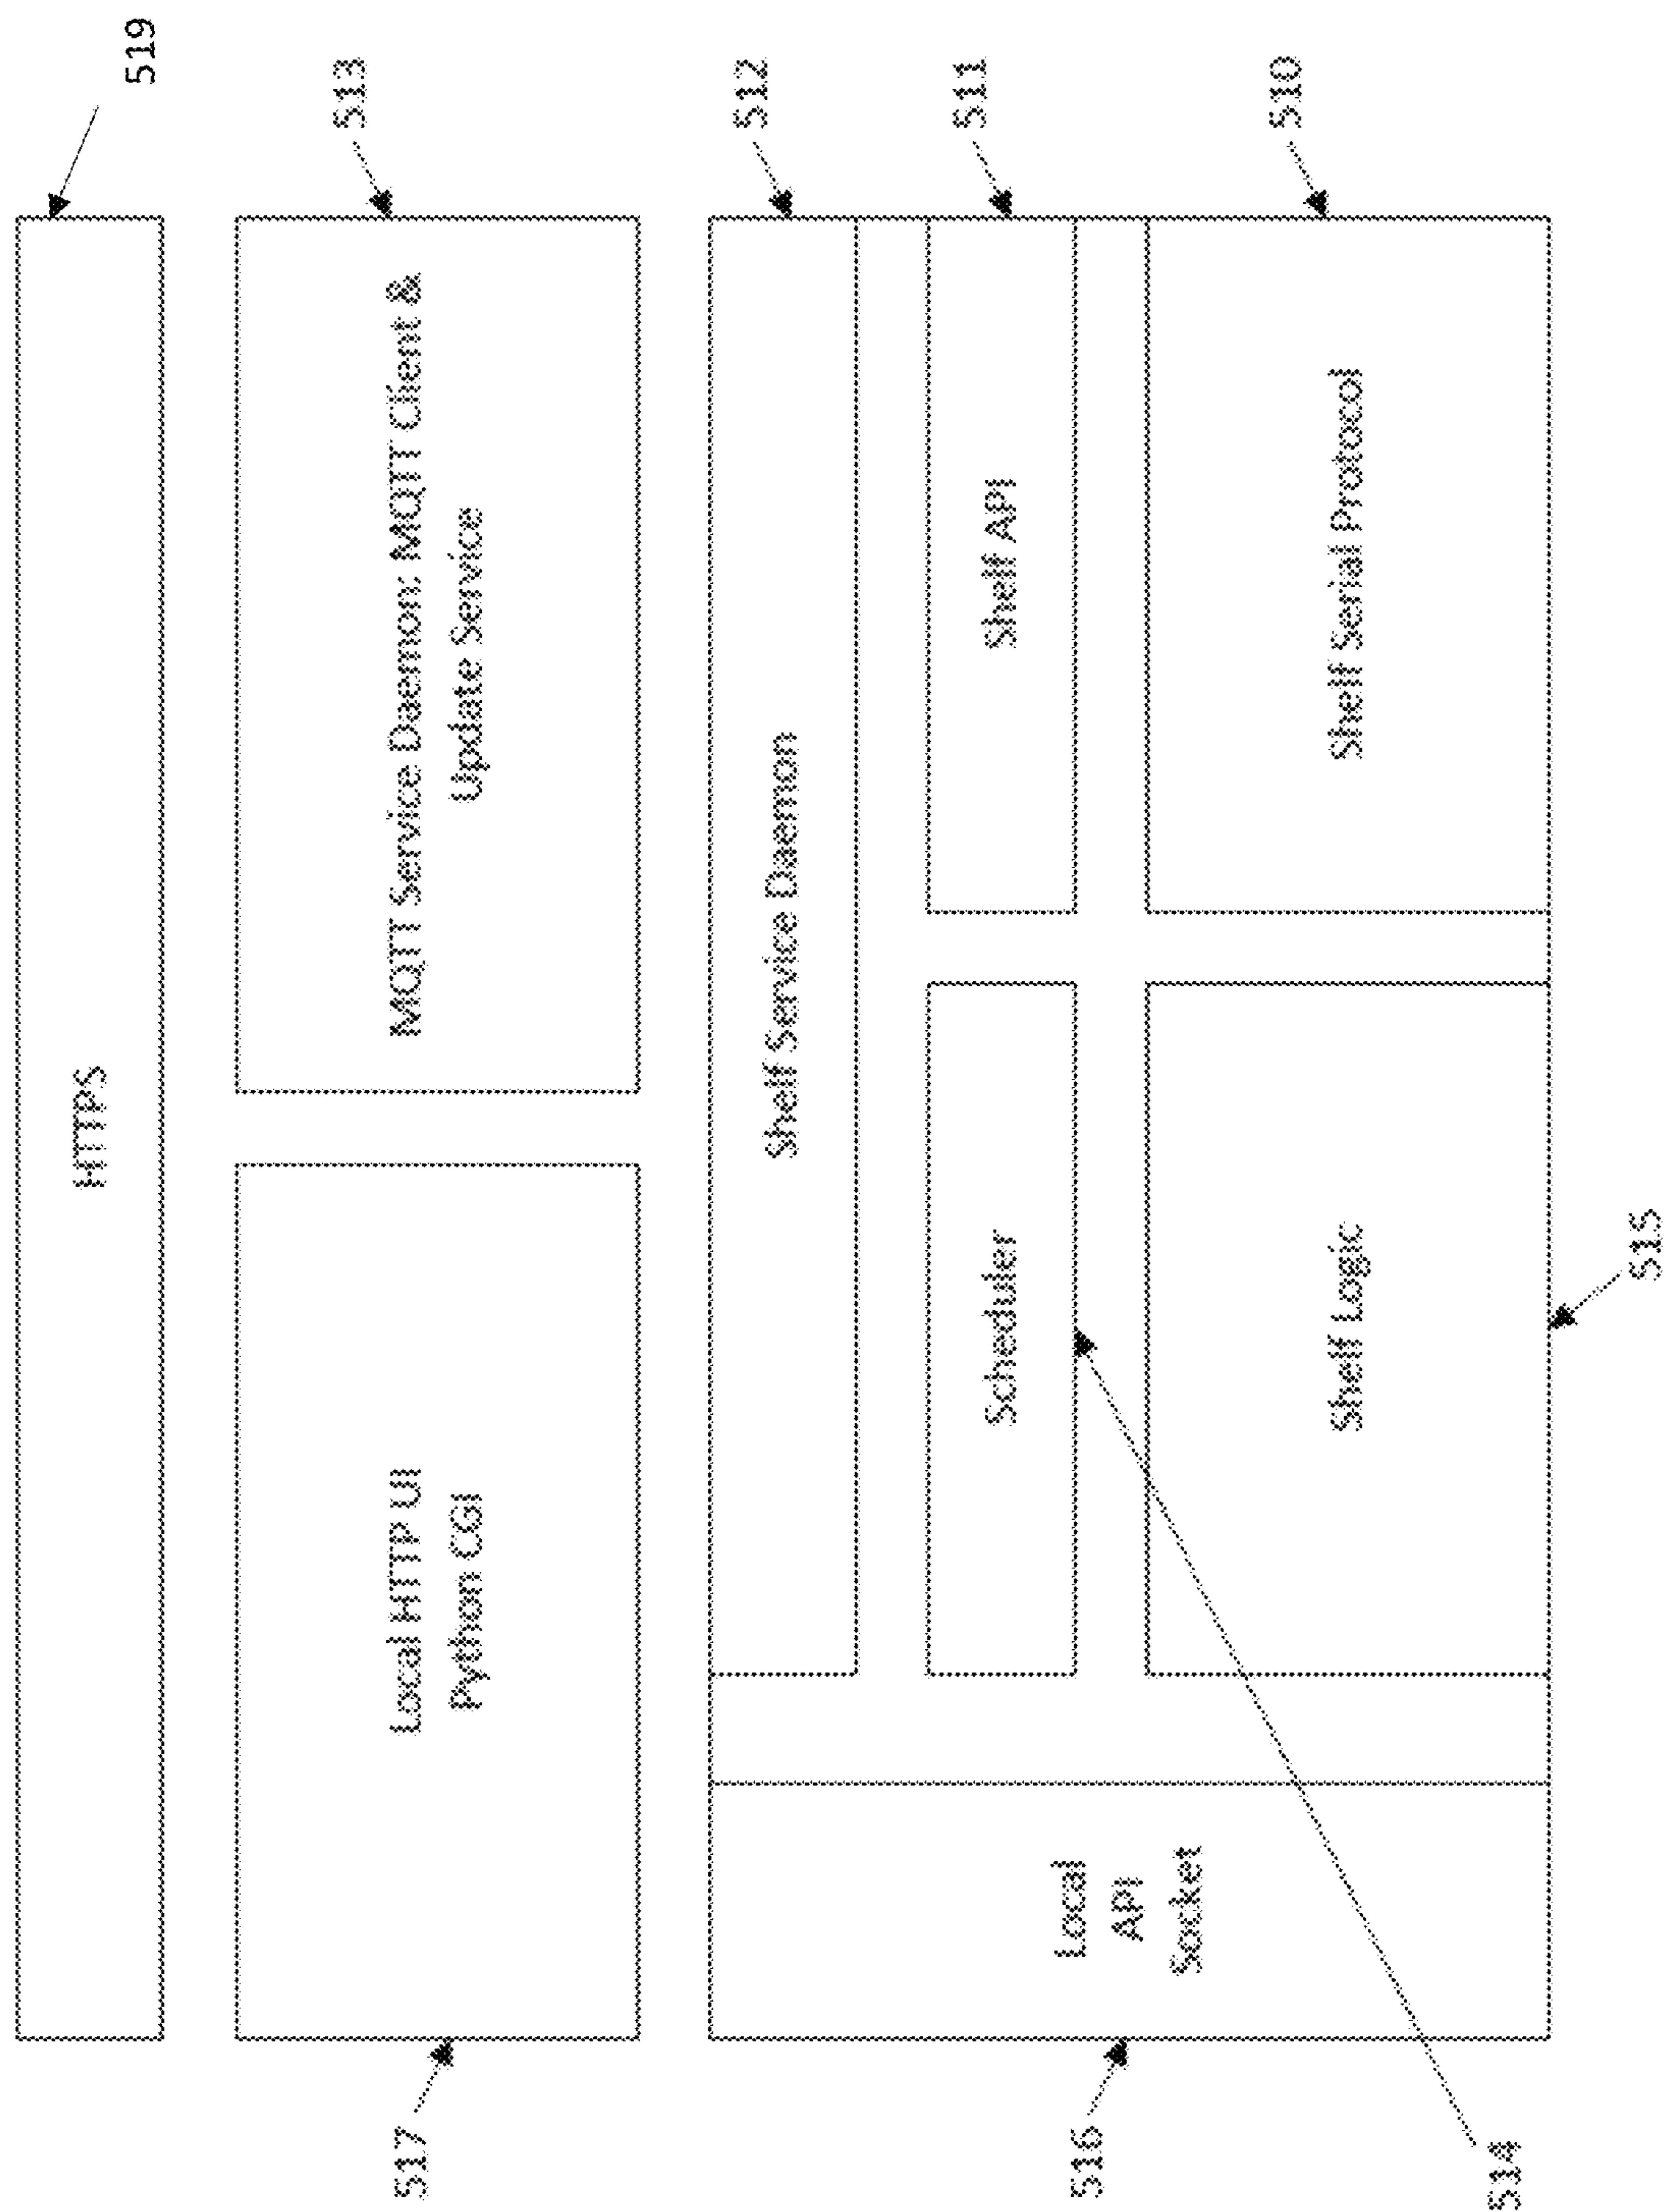 519
HTTPS
513
MQTT Service Daemon: MQTT Client &
Update Service
Local HTTP UI
Python CGI
517
512
Shelf Service Daemon
511
Shelf API
Scheduler
510
Shelf Serial Protocol
Shelf Logic
515
Local
API
Socket
516
514